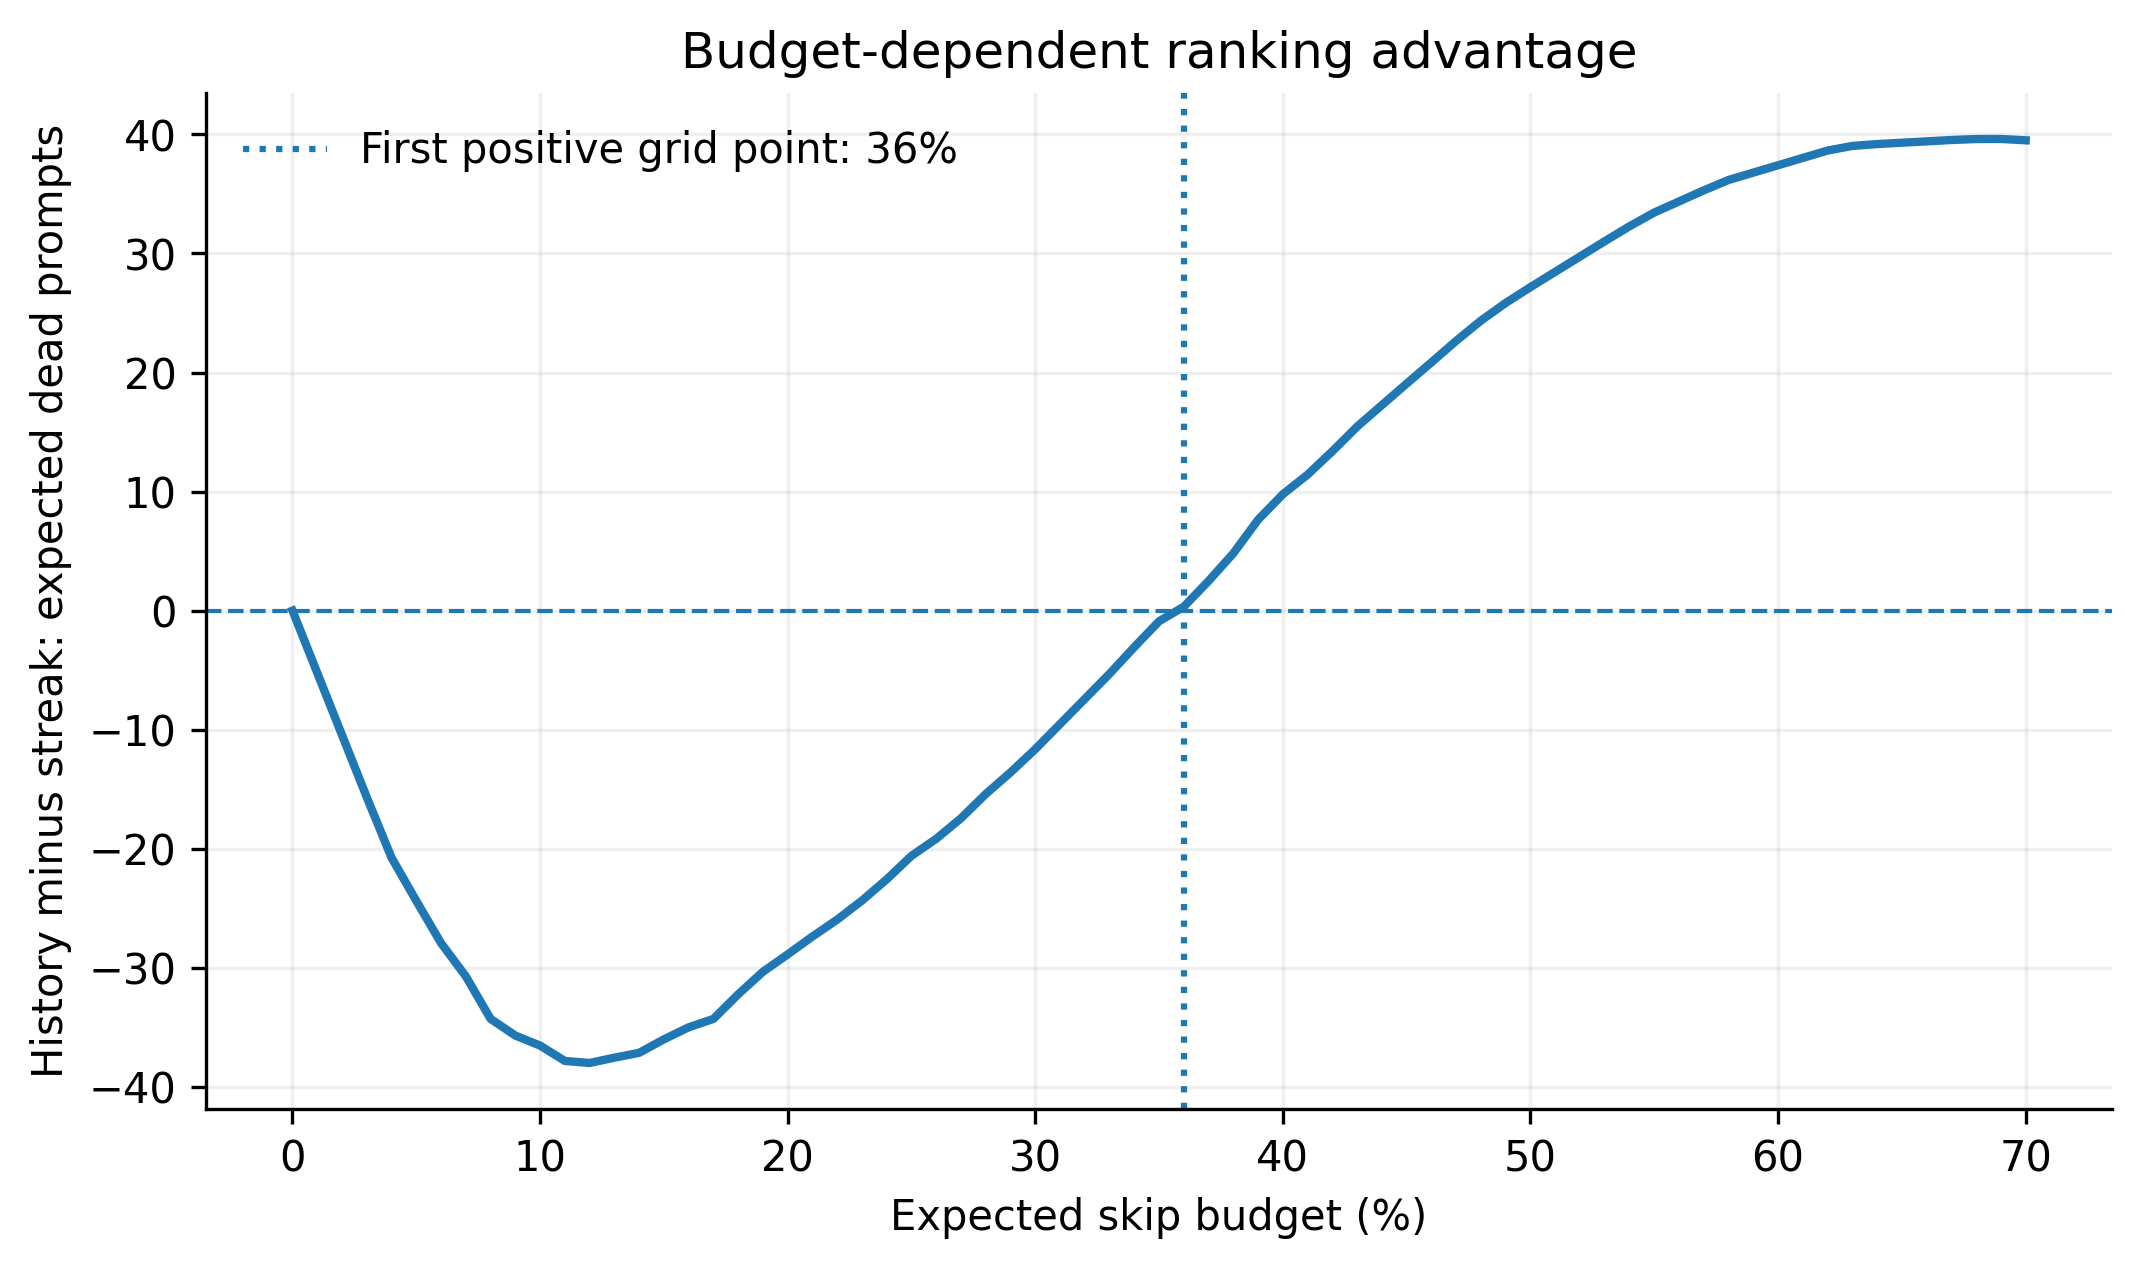 Budget-dependent ranking advantage
History minus streak: expected dead prompts
40
30
20
10
0
−10
−20
−30
−40
First positive grid point: 36%
0 10 20 30 40 50 60 70
Expected skip budget (%)